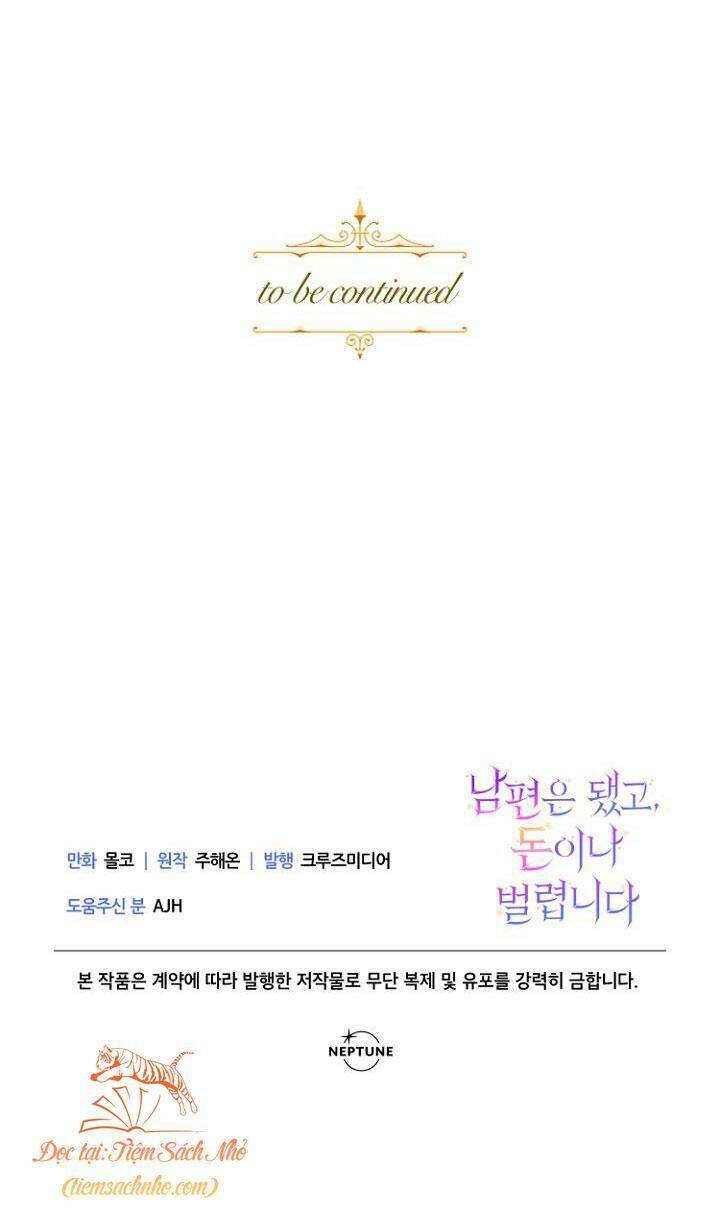 to be continued
남편은 됐고,
돈이나
벌렵니다
만화 몰코 | 원작 주해온 | 발행 크루즈미디어
도움주신 분 AJH
본 작품은 계약에 따라 발행한 저작물로 무단 복제 및 유포를 강력히 금합니다.
NEPTUNE
Đọc tại: Tiệm Sách Nhỏ
(tiemsachnho.com)